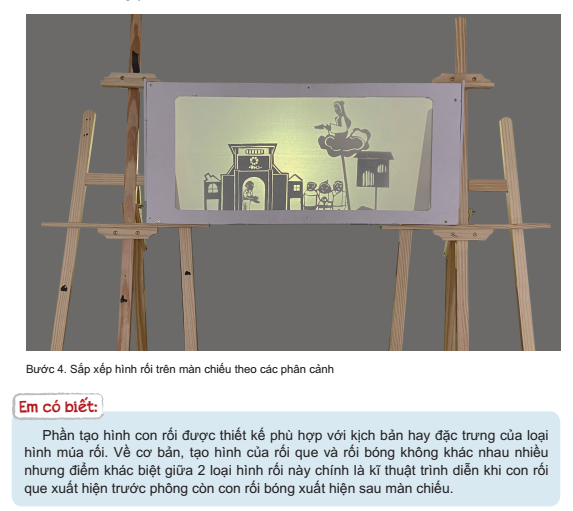 Bước 4. Sắp xếp hình rối trên màn chiếu theo các phân cảnh
Em có biết:
Phần tạo hình con rối được thiết kế phù hợp với kịch bản hay đặc trưng của loại
hình múa rối. Về cơ bản, tạo hình của rối que và rối bóng không khác nhau nhiều
nhưng điểm khác biệt giữa 2 loại hình rối này chính là kĩ thuật trình diễn khi con rối
que xuất hiện trước phông còn con rối bóng xuất hiện sau màn chiếu.